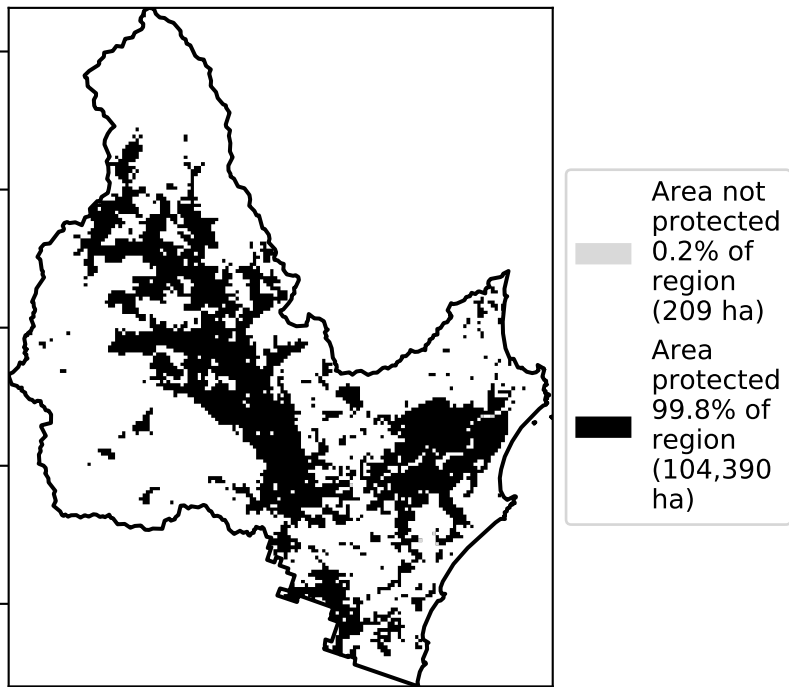 Area not
protected
0.2% of
region
(209 ha)
Area
protected
99.8% of
region
(104,390
ha)